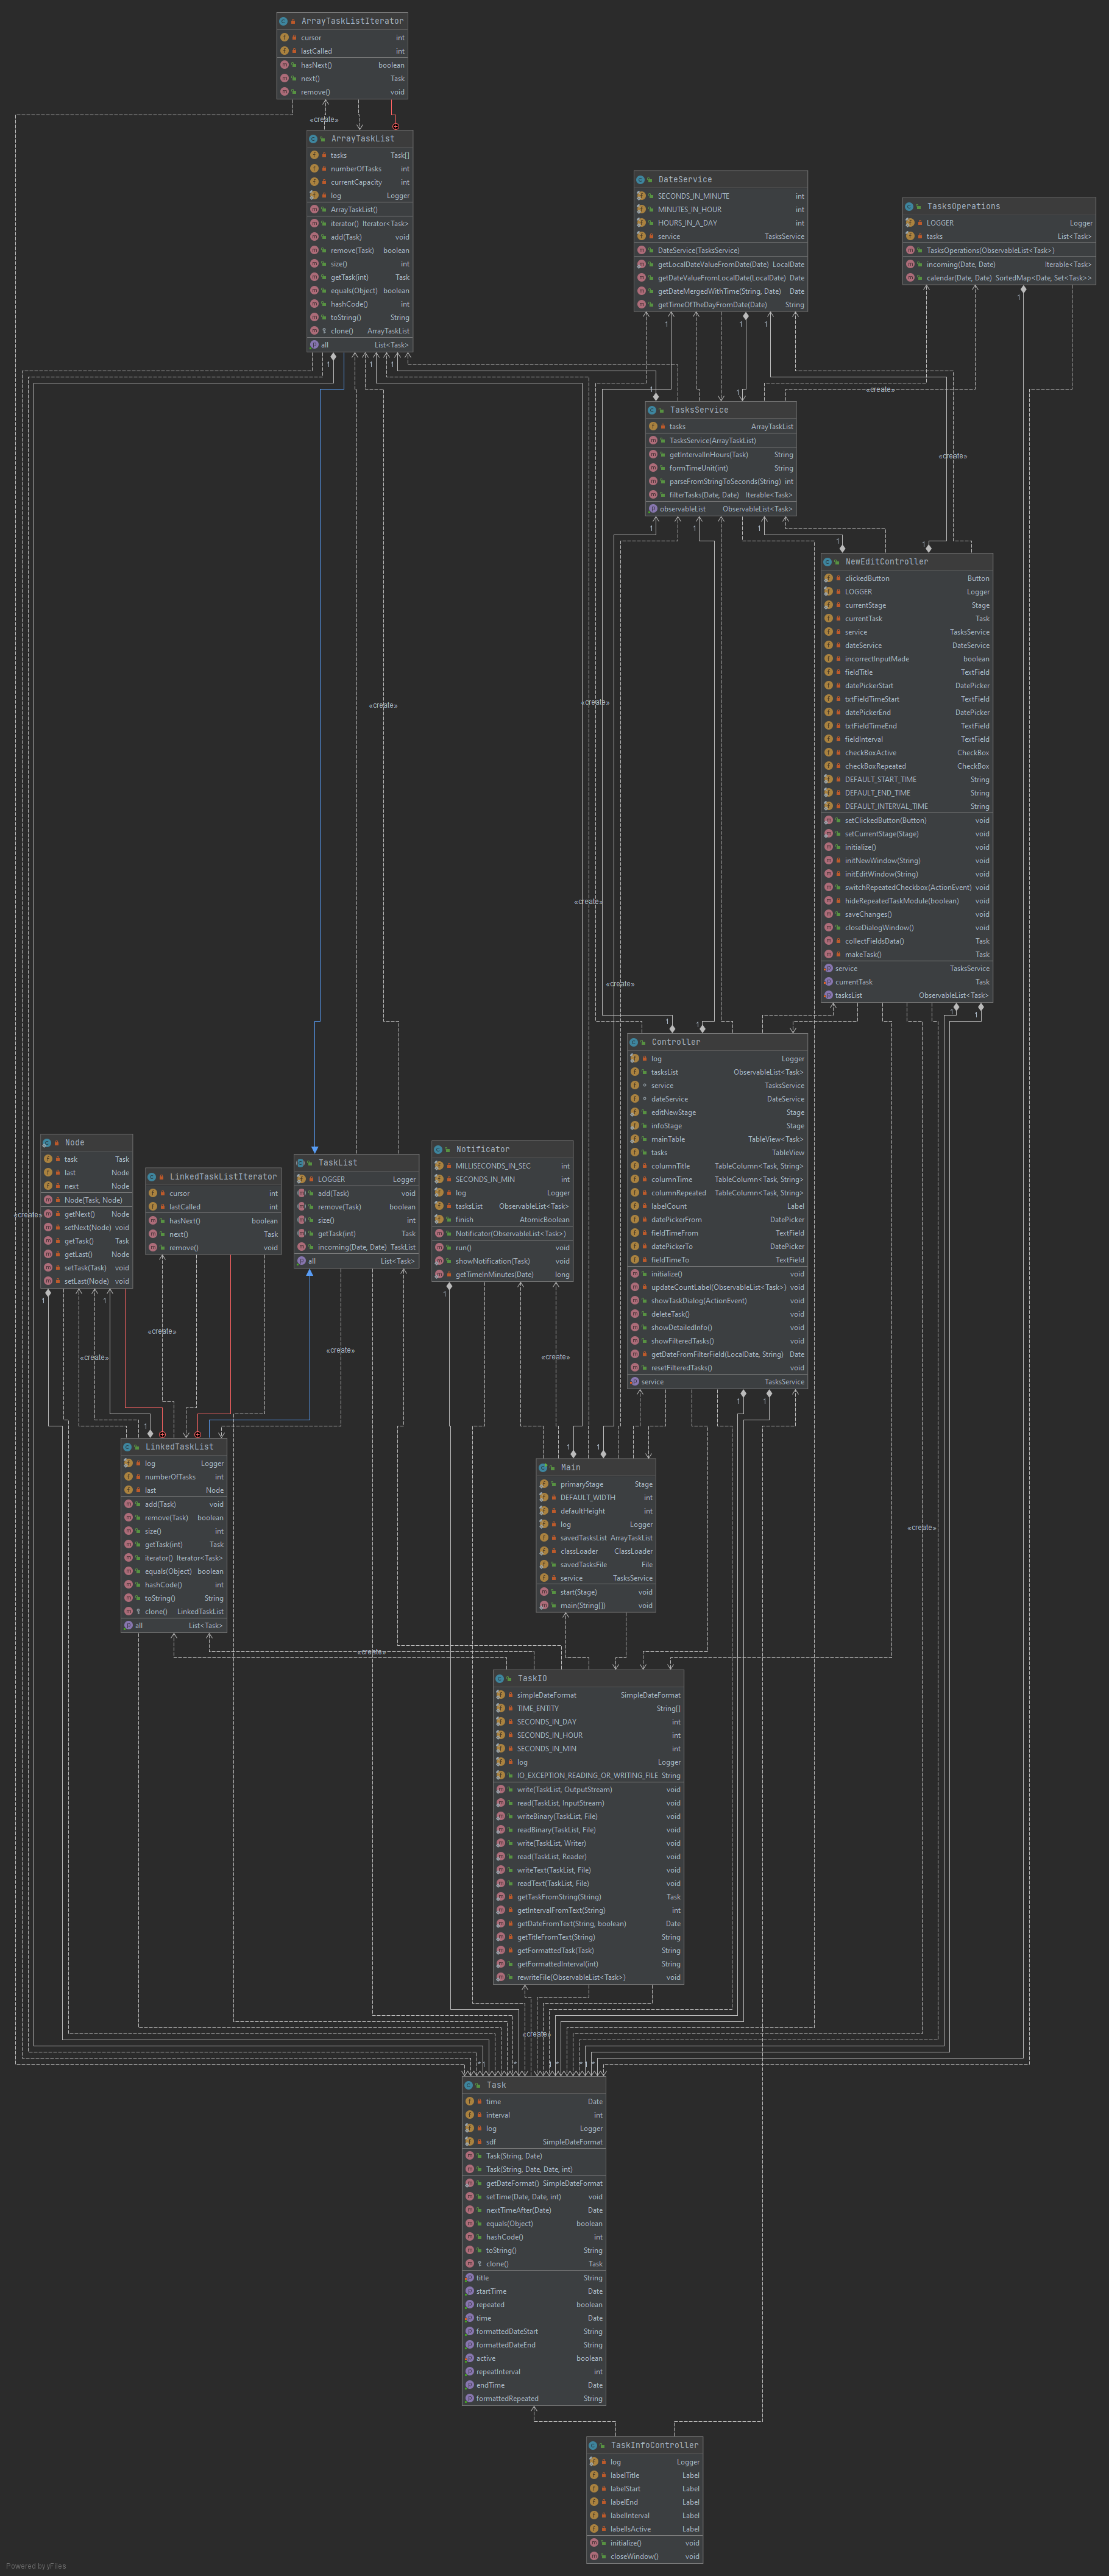 ArrayTaskListIterator
cursor int
lastCalled int
hasNext() boolean
next() Task
remove() void
«create»
ArrayTaskList
tasks Task[]
numberOfTasks int
currentCapacity int
log Logger
ArrayTaskList()
iterator() Iterator<Task>
add(Task) void
remove(Task) boolean
size() int
getTask(int) Task
equals(Object) boolean
hashCode() int
toString() String
clone() ArrayTaskList
all List<Task>
DateService
SECONDS_IN_MINUTE int
MINUTES_IN_HOUR int
HOURS_IN_A_DAY int
service TasksService
DateService(TasksService)
getLocalDateValueFromDate(Date) LocalDate
getDateValueFromLocalDate(LocalDate) Date
getDateMergedWithTime(String, Date) Date
getTimeOfTheDayFromDate(Date) String
TasksOperations
LOGGER Logger
tasks List<Task>
TasksOperations(ObservableList<Task>)
incoming(Date, Date) Iterable<Task>
calendar(Date, Date) SortedMap<Date, Set<Task>>
1 1 1 1
1 1 1 1
«create»
TasksService
tasks ArrayTaskList
TasksService(ArrayTaskList)
getIntervalInHours(Task) String
formTimeUnit(int) String
parseFromStringToSeconds(String) int
filterTasks(Date, Date) Iterable<Task>
observableList ObservableList<Task>
«create»
1 1 1 1 1
NewEditController
clickedButton Button
LOGGER Logger
currentStage Stage
currentTask Task
service TasksService
dateService DateService
incorrectInputMade boolean
fieldTitle TextField
datePickerStart DatePicker
txtFieldTimeStart TextField
datePickerEnd DatePicker
txtFieldTimeEnd TextField
fieldInterval TextField
checkBoxActive CheckBox
checkBoxRepeated CheckBox
DEFAULT_START_TIME String
DEFAULT_END_TIME String
DEFAULT_INTERVAL_TIME String
setClickedButton(Button) void
setCurrentStage(Stage) void
initialize() void
initNewWindow(String) void
initEditWindow(String) void
switchRepeatedCheckbox(ActionEvent) void
hideRepeatedTaskModule(boolean) void
saveChanges() void
closeDialogWindow() void
collectFieldsData() Task
makeTask() Task
service TasksService
currentTask Task
tasksList ObservableList<Task>
«create»
«create»
«create»
«create»
1 1 1 1
Controller
log Logger
tasksList ObservableList<Task>
service TasksService
dateService DateService
editNewStage Stage
infoStage Stage
mainTable TableView<Task>
tasks TableView
columnTitle TableColumn<Task, String>
columnTime TableColumn<Task, String>
columnRepeated TableColumn<Task, String>
labelCount Label
datePickerFrom DatePicker
fieldTimeFrom TextField
datePickerTo DatePicker
fieldTimeTo TextField
initialize() void
updateCountLabel(ObservableList<Task>) void
showTaskDialog(ActionEvent) void
deleteTask() void
showDetailedInfo() void
showFilteredTasks() void
getDateFromFilterField(LocalDate, String) Date
resetFilteredTasks() void
service TasksService
Node
task Task
last Node
next Node
Node(Task, Node)
getNext() Node
setNext(Node) void
getTask() Task
getLast() Node
setTask(Task) void
setLast(Node) void
«create»
LinkedTaskListIterator
cursor int
lastCalled int
hasNext() boolean
next() Task
remove() void
TaskList
LOGGER Logger
add(Task) void
remove(Task) boolean
size() int
getTask(int) Task
incoming(Date, Date) TaskList
all List<Task>
Notificator
MILLISECONDS_IN_SEC int
SECONDS_IN_MIN int
log Logger
tasksList ObservableList<Task>
finish AtomicBoolean
Notificator(ObservableList<Task>)
run() void
showNotification(Task) void
getTimeInMinutes(Date) long
1 1 1
«create»
«create»
«create»
«create»
1 1 1 1 1
LinkedTaskList
log Logger
numberOfTasks int
last Node
add(Task) void
remove(Task) boolean
size() int
getTask(int) Task
iterator() Iterator<Task>
equals(Object) boolean
hashCode() int
toString() String
clone() LinkedTaskList
all List<Task>
Main
primaryStage Stage
DEFAULT_WIDTH int
defaultHeight int
log Logger
savedTasksList ArrayTaskList
classLoader ClassLoader
savedTasksFile File
service TasksService
start(Stage) void
main(String[]) void
«create»
«create»
TaskIO
simpleDateFormat SimpleDateFormat
TIME_ENTITY String[]
SECONDS_IN_DAY int
SECONDS_IN_HOUR int
SECONDS_IN_MIN int
log Logger
IO_EXCEPTION_READING_OR_WRITING_FILE String
write(TaskList, OutputStream) void
read(TaskList, InputStream) void
writeBinary(TaskList, File) void
readBinary(TaskList, File) void
write(TaskList, Writer) void
read(TaskList, Reader) void
writeText(TaskList, File) void
readText(TaskList, File) void
getTaskFromString(String) Task
getIntervalFromText(String) int
getDateFromText(String, boolean) Date
getTitleFromText(String) String
getFormattedTask(Task) String
getFormattedInterval(int) String
rewriteFile(ObservableList<Task>) void
«create»
Task
time Date
interval int
log Logger
sdf SimpleDateFormat
Task(String, Date)
Task(String, Date, Date, int)
getDateFormat() SimpleDateFormat
setTime(Date, Date, int) void
nextTimeAfter(Date) Date
equals(Object) boolean
hashCode() int
toString() String
clone() Task
title String
startTime Date
repeated boolean
time Date
formattedDateStart String
formattedDateEnd String
active boolean
repeatInterval int
endTime Date
formattedRepeated String
TaskInfoController
log Logger
labelTitle Label
labelStart Label
labelEnd Label
labelInterval Label
labelIsActive Label
initialize() void
closeWindow() void
Powered by yFiles